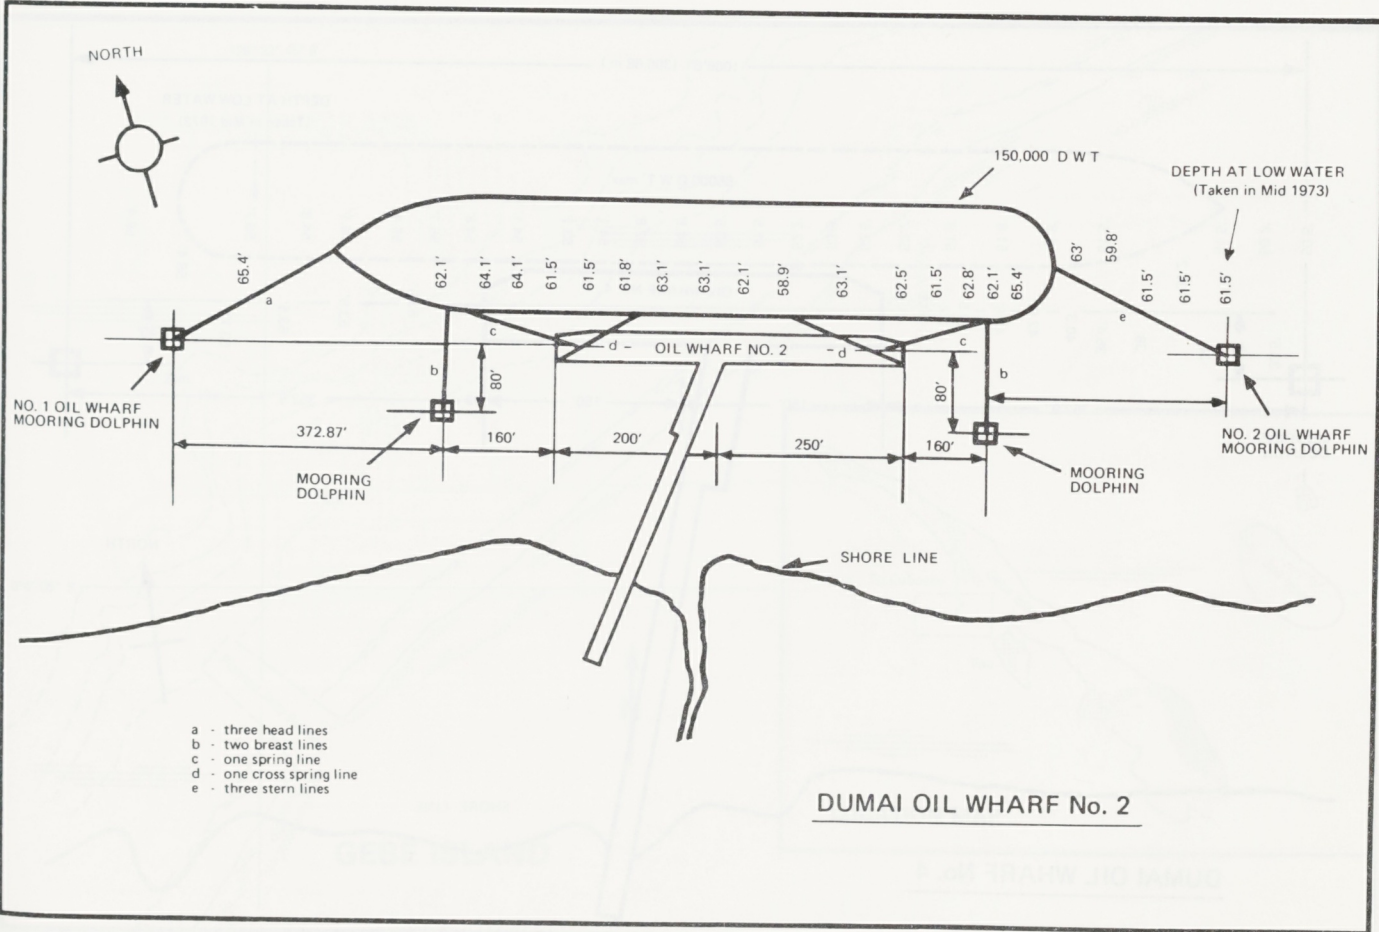 NORTH
150,000 D W T
DEPTH AT LOW WATER
(Taken in Mid 1973)
65.4'
a
62.1'
64.1'
64.1'
61.5'
61.5'
61.8'
63.1'
63.1'
62.1'
58.9'
63.1'
62.5'
61.5'
62.8'
62.1'
65.4'
63'
59.8'
61.5'
61.5'
61.5'
e
c
d -
OIL WHARF NO. 2
- d -
c
b
80'
b
80'
NO. 1 OIL WHARF
MOORING DOLPHIN
372.87'
160'
200'
250'
160'
NO. 2 OIL WHARF
MOORING DOLPHIN
MOORING
DOLPHIN
MOORING
DOLPHIN
SHORE LINE
a - three head lines
b - two breast lines
c - one spring line
d - one cross spring line
e - three stern lines
DUMAI OIL WHARF No. 2